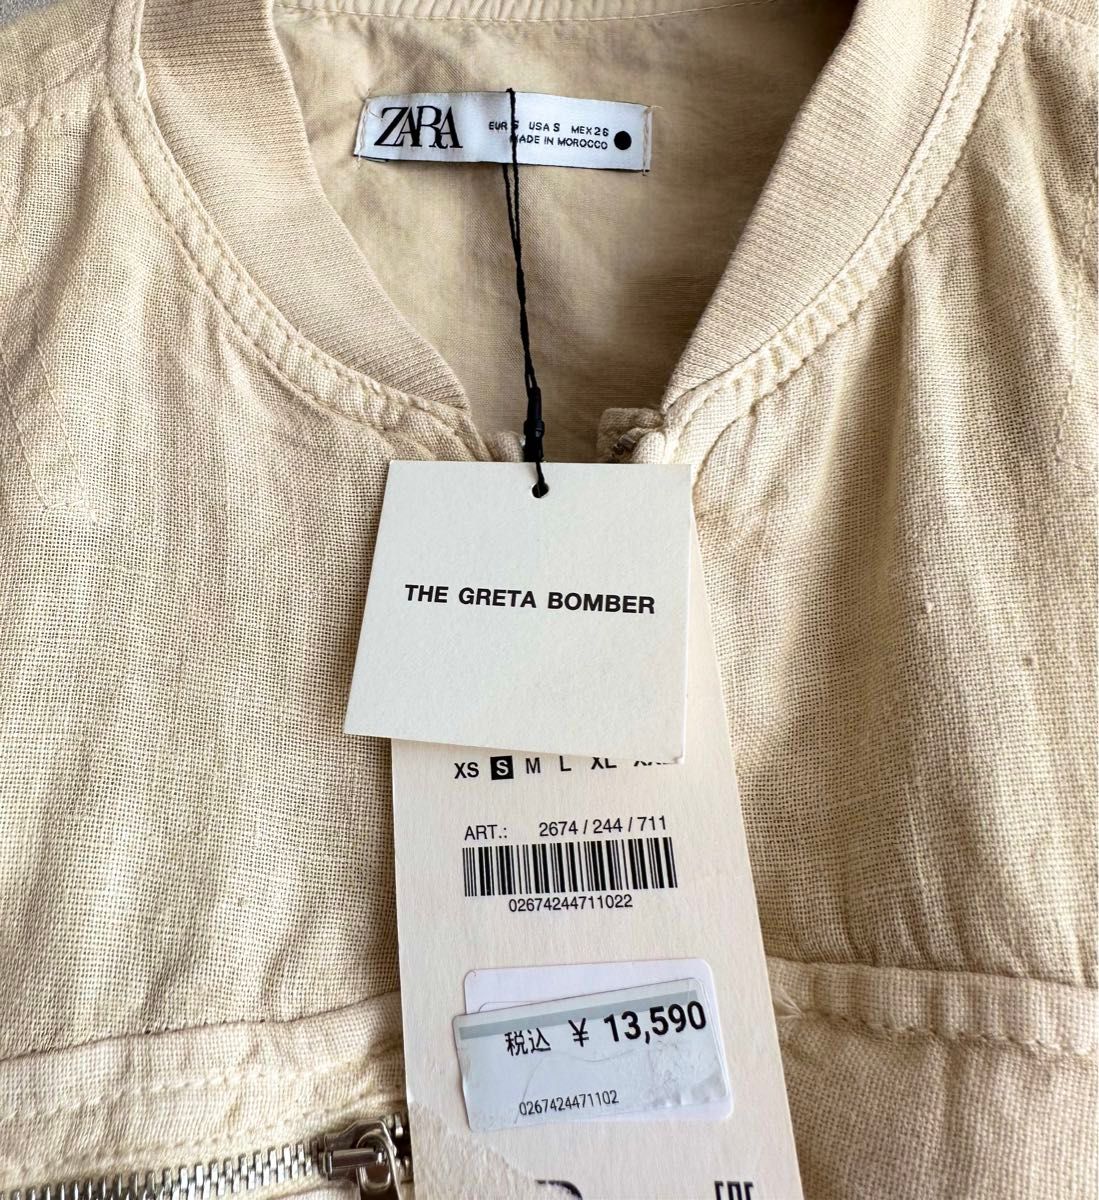 ZARA
EUR S USA S MEX 26
MADE IN MOROCCO
THE GRETA BOMBER
XS S M L XL XXL
ART.: 2674 / 244 / 711
02674244711022
税込 ¥ 13,590
0267424471102